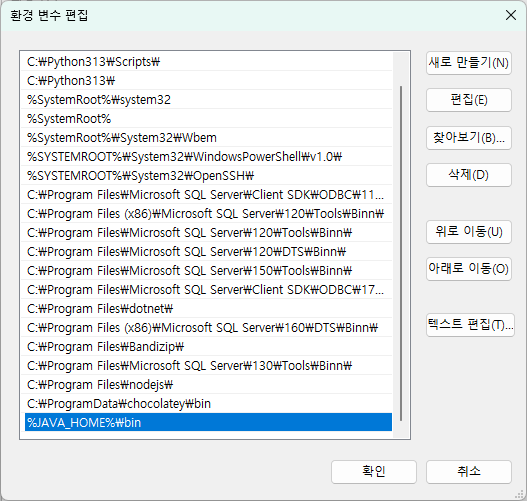 환경 변수 편집
C:₩Python313₩Scripts₩
C:₩Python313₩
%SystemRoot%₩system32
%SystemRoot%
%SystemRoot%₩System32₩Wbem
%SYSTEMROOT%₩System32₩WindowsPowerShell₩v1.0₩
%SYSTEMROOT%₩System32₩OpenSSH₩
C:₩Program Files₩Microsoft SQL Server₩Client SDK₩ODBC₩11...
C:₩Program Files (x86)₩Microsoft SQL Server₩120₩Tools₩Binn₩
C:₩Program Files₩Microsoft SQL Server₩120₩Tools₩Binn₩
C:₩Program Files₩Microsoft SQL Server₩120₩DTS₩Binn₩
C:₩Program Files₩Microsoft SQL Server₩150₩Tools₩Binn₩
C:₩Program Files₩Microsoft SQL Server₩Client SDK₩ODBC₩17...
C:₩Program Files₩dotnet₩
C:₩Program Files (x86)₩Microsoft SQL Server₩160₩DTS₩Binn₩
C:₩Program Files₩Bandizip₩
C:₩Program Files₩Microsoft SQL Server₩130₩Tools₩Binn₩
C:₩Program Files₩nodejs₩
C:₩ProgramData₩chocolatey₩bin
%JAVA_HOME%₩bin
새로 만들기(N)
편집(E)
찾아보기(B)...
삭제(D)
위로 이동(U)
아래로 이동(O)
텍스트 편집(T)...
확인
취소